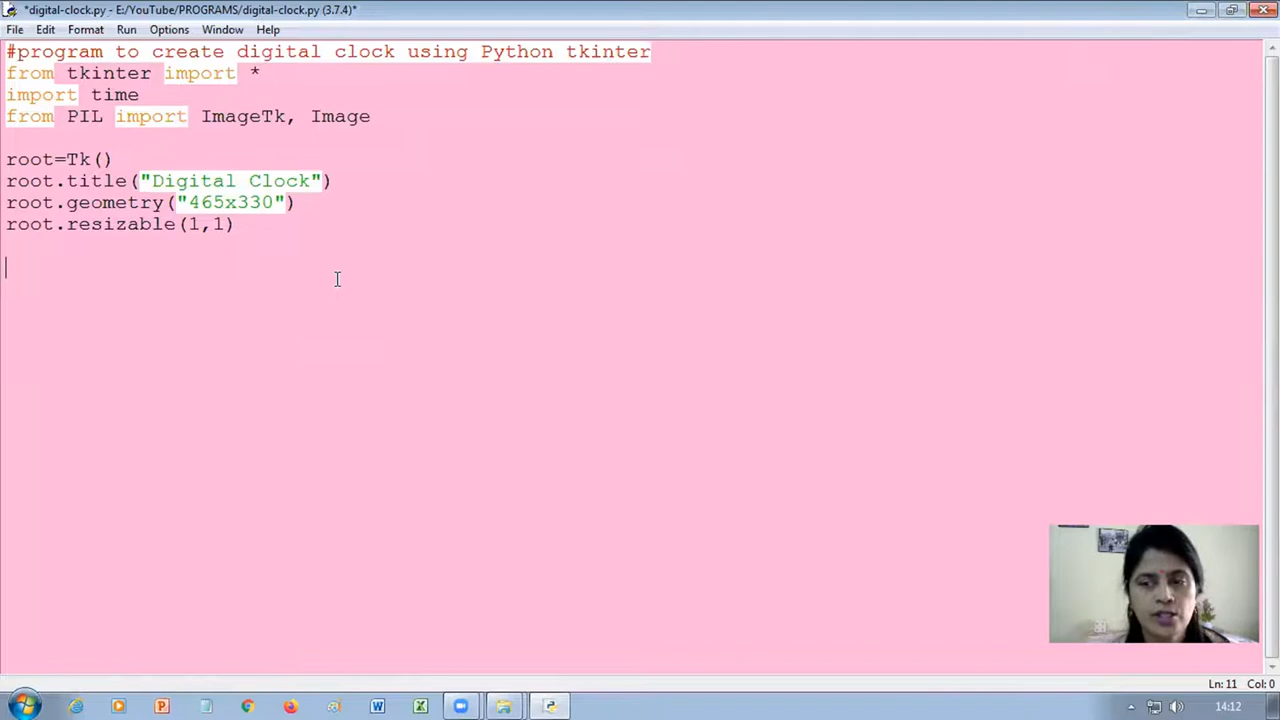 *digital-clock.py - E:/YouTube/PROGRAMS/digital-clock.py (3.7.4)*
File Edit Format Run Options Window Help
#program to create digital clock using Python tkinter
from tkinter import *
import time
from PIL import ImageTk, Image
root=Tk()
root.title("Digital Clock")
root.geometry("465x330")
root.resizable(1,1)
Ln: 11 Col: 0
14:12